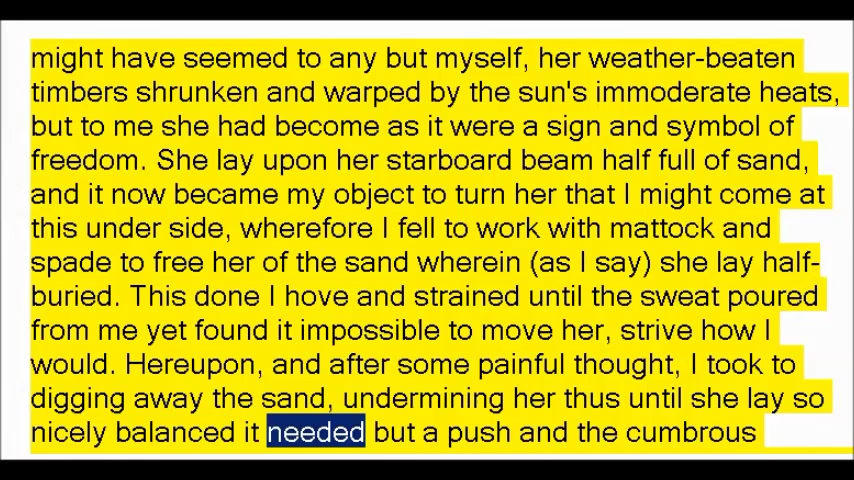 might have seemed to any but myself, her weather-beaten
timbers shrunken and warped by the sun's immoderate heats,
but to me she had become as it were a sign and symbol of
freedom. She lay upon her starboard beam half full of sand,
and it now became my object to turn her that I might come at
this under side, wherefore I fell to work with mattock and
spade to free her of the sand wherein (as I say) she lay half-
buried. This done I hove and strained until the sweat poured
from me yet found it impossible to move her, strive how I
would. Hereupon, and after some painful thought, I took to
digging away the sand, undermining her thus until she lay so
nicely balanced it needed but a push and the cumbrous